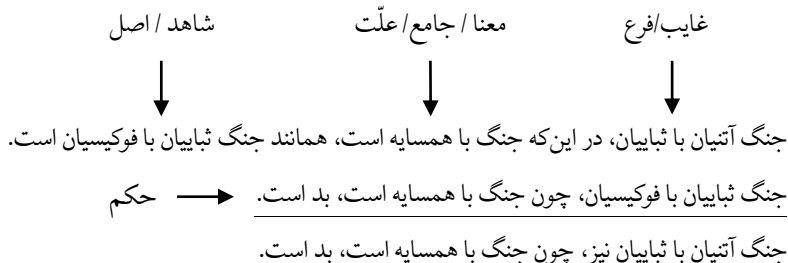 غایب/فرع معنا / جامع/ علّت شاهد / اصل
جنگ آتنیان با ثباییان، در این‌که جنگ با همسایه است، همانند جنگ ثباییان با فوکیسیان است.
جنگ ثباییان با فوکیسیان، چون جنگ با همسایه است، بد است. حکم
جنگ آتنیان با ثباییان نیز، چون جنگ با همسایه است، بد است.